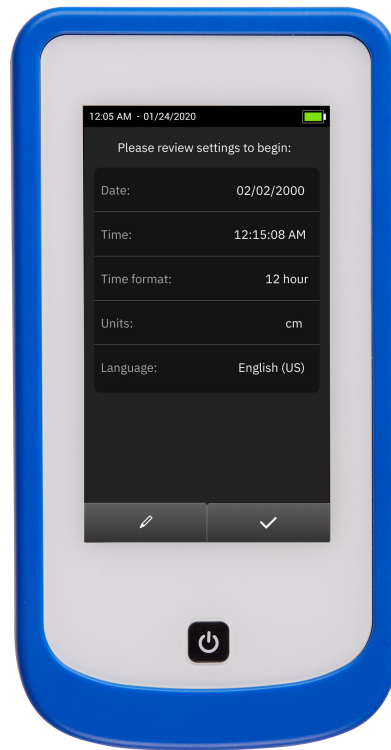 12:05 AM - 01/24/2020
Please review settings to begin:
Date: 02/02/2000
Time: 12:15:08 AM
Time format: 12 hour
Units: cm
Language: English (US)